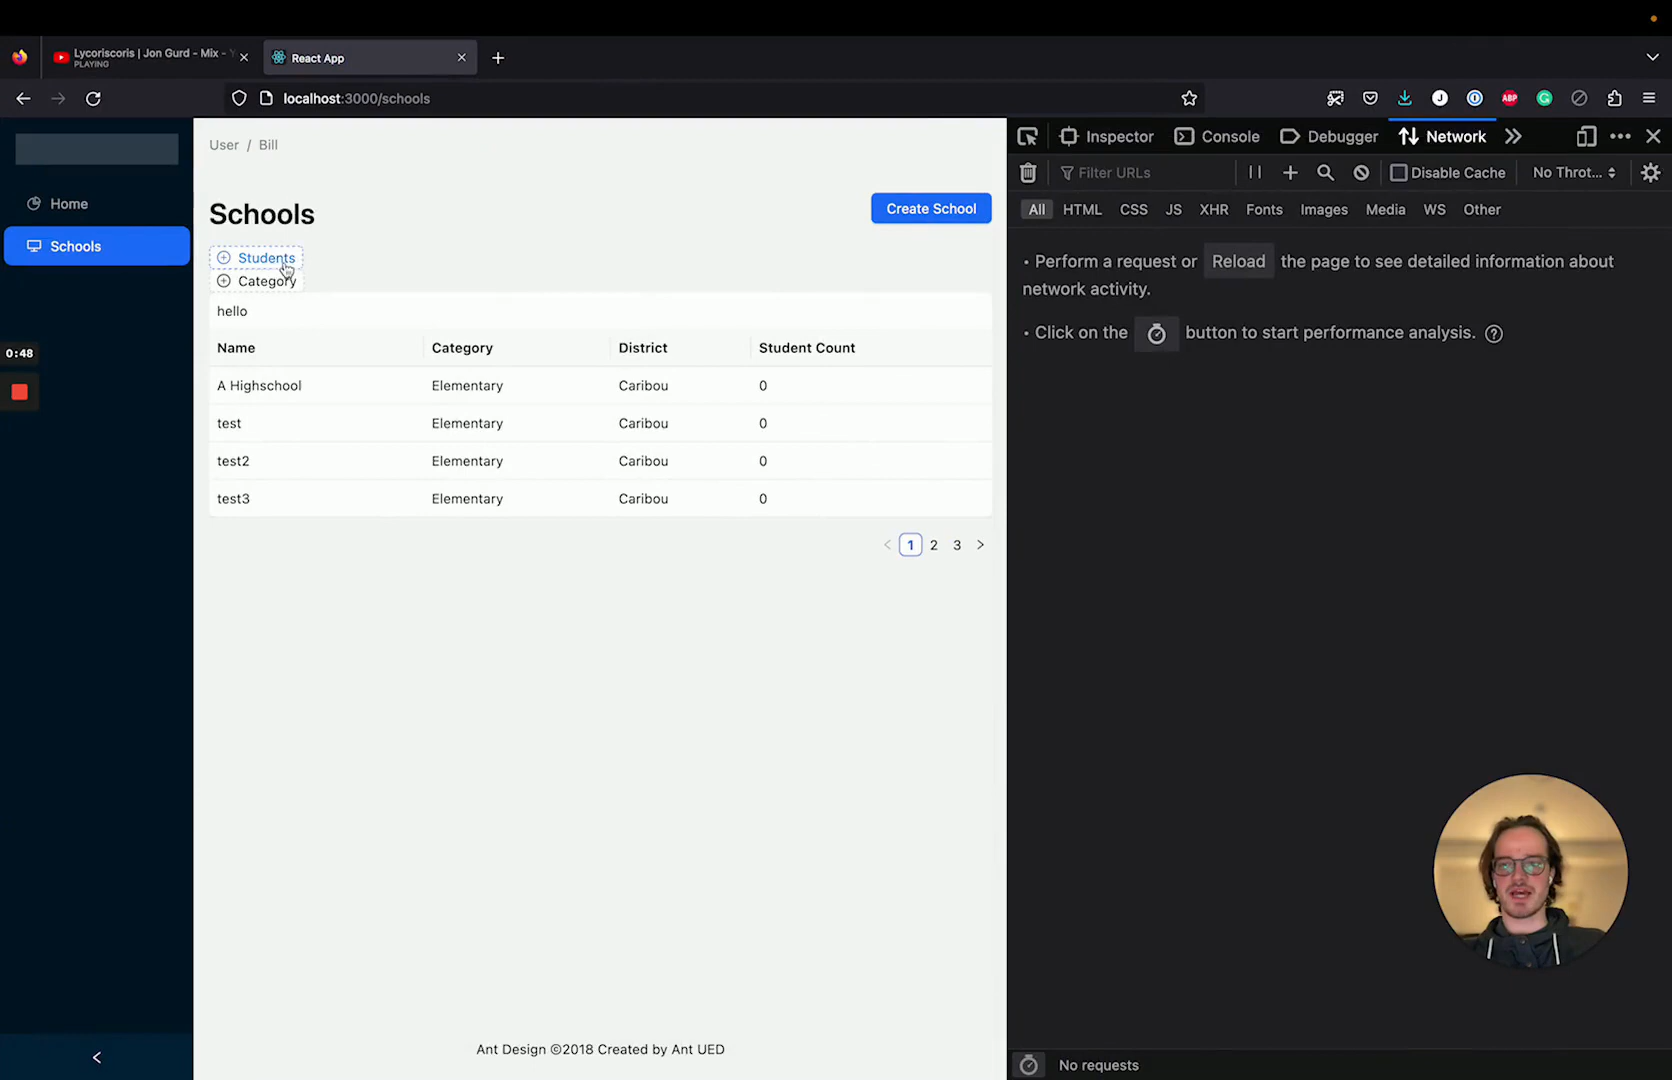 Lycoriscoris | Jon Gurd - Mix -
PLAYING
React App
localhost:3000/schools
Home
Schools
0:48
User / Bill
Schools
Create School
Students
Category
hello
Name Category District Student Count
A Highschool Elementary Caribou 0
test Elementary Caribou 0
test2 Elementary Caribou 0
test3 Elementary Caribou 0
1 2 3
Ant Design ©2018 Created by Ant UED
J
ABP
G
Inspector Console Debugger Network
Filter URLs Disable Cache No Throt...
All HTML CSS JS XHR Fonts Images Media WS Other
• Perform a request or Reload the page to see detailed information about
network activity.
• Click on the button to start performance analysis.
No requests